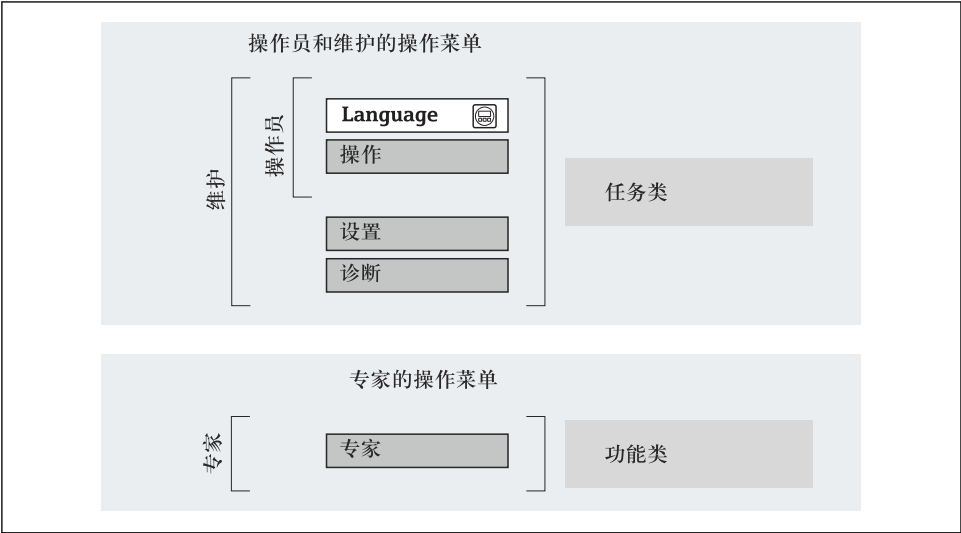 操作员和维护的操作菜单
维护
操作员
Language
操作
设置
诊断
任务类
专家的操作菜单
专家
专家
功能类